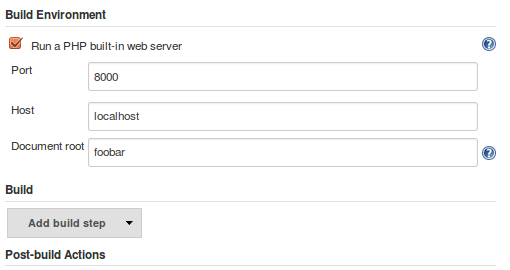 Build Environment
Run a PHP built-in web server
Port
8000
Host
localhost
Document root
foobar
Build
Add build step
Post-build Actions